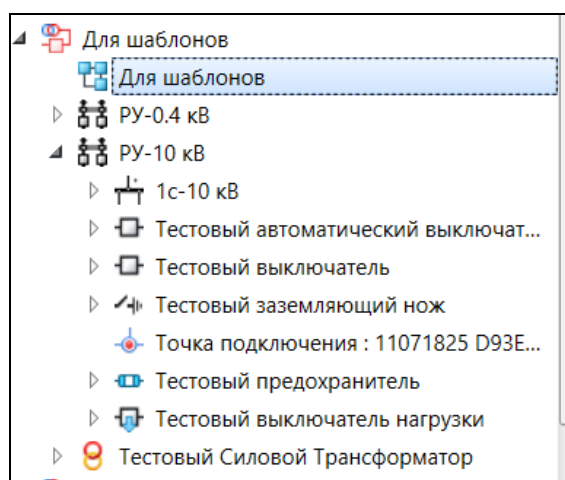 Для шаблонов
Для шаблонов
РУ-0.4 кВ
РУ-10 кВ
1с-10 кВ
Тестовый автоматический выключат...
Тестовый выключатель
Тестовый заземляющий нож
Точка подключения : 11071825 D93E...
Тестовый предохранитель
Тестовый выключатель нагрузки
Тестовый Силовой Трансформатор